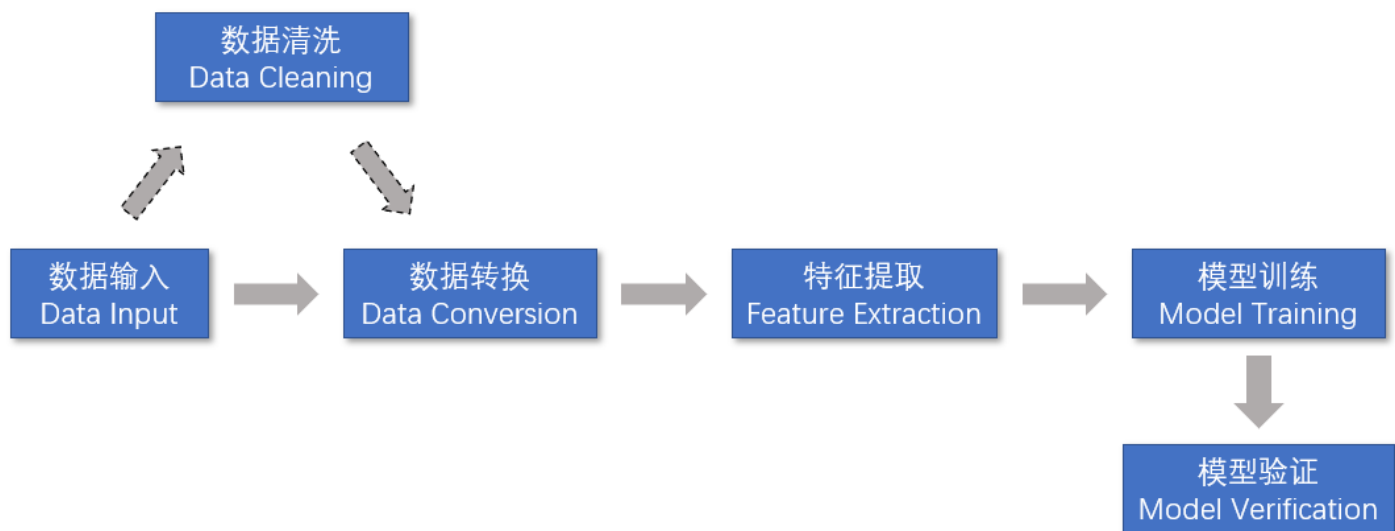 数据清洗
Data Cleaning
数据输入
Data Input
数据转换
Data Conversion
特征提取
Feature Extraction
模型训练
Model Training
模型验证
Model Verification